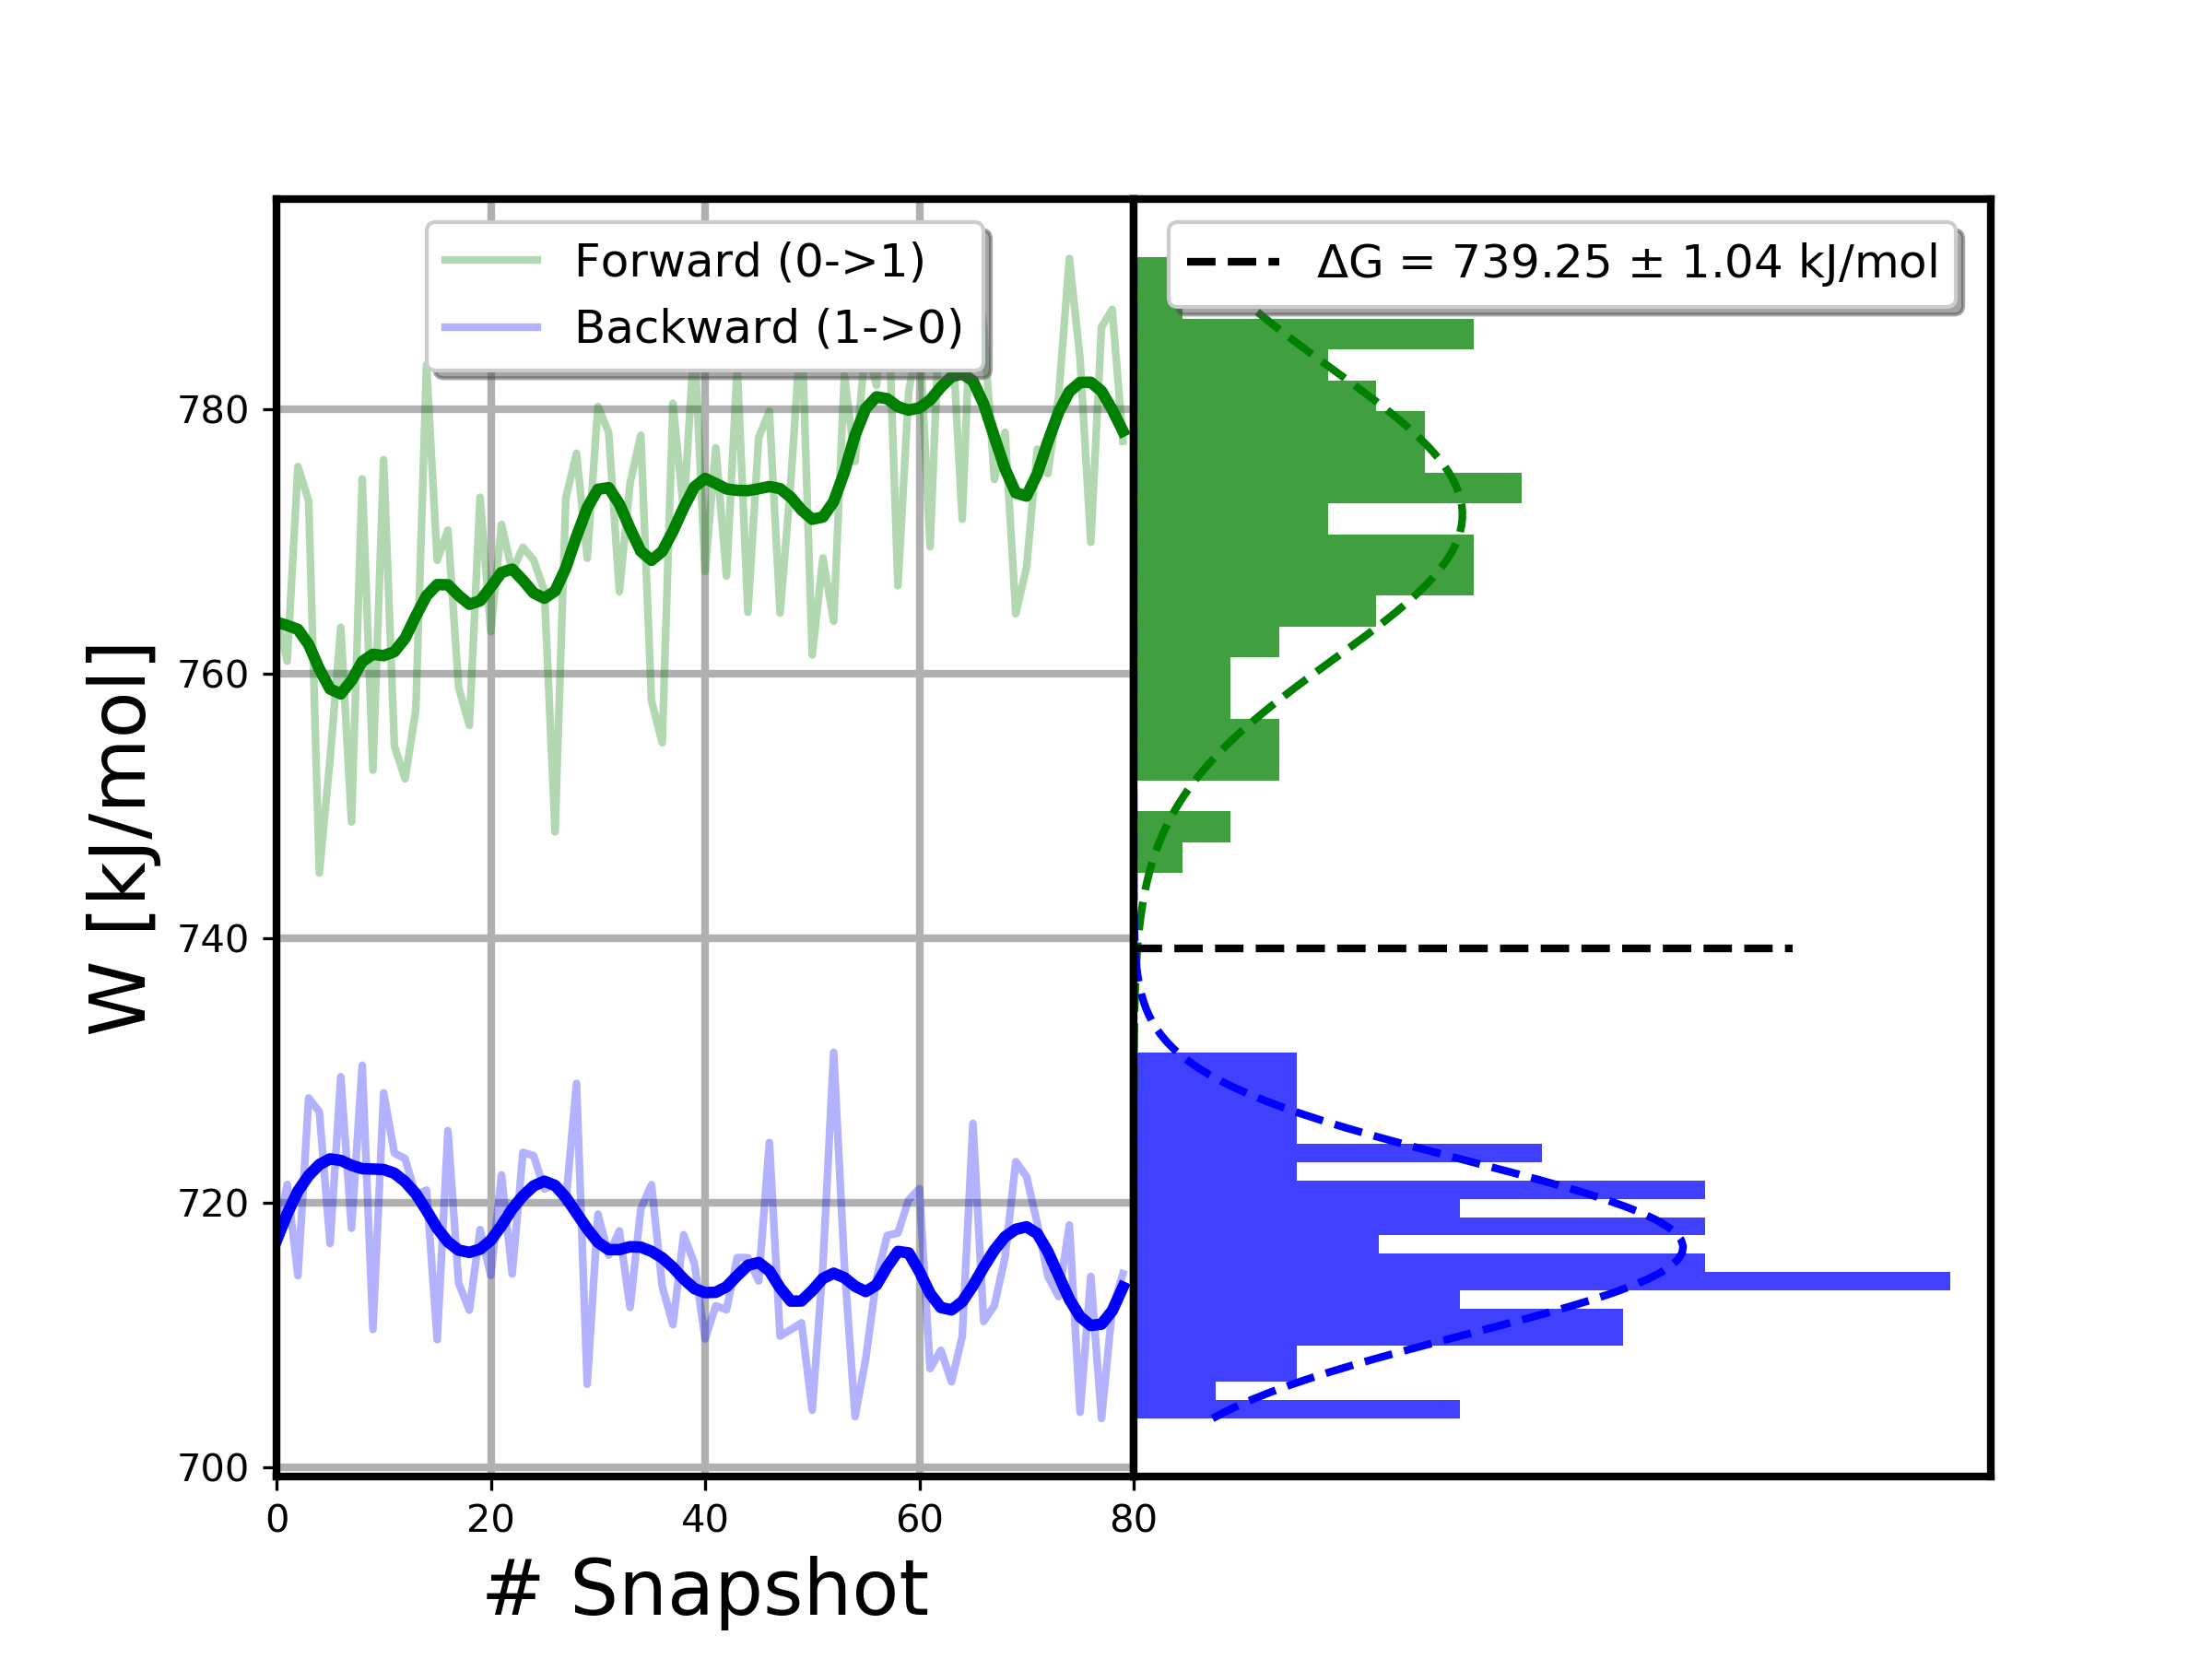 Forward (0->1)
Backward (1->0)
ΔG = 739.25 ± 1.04 kJ/mol
W [kJ/mol]
780
760
740
720
700
0 20 40 60 80
# Snapshot